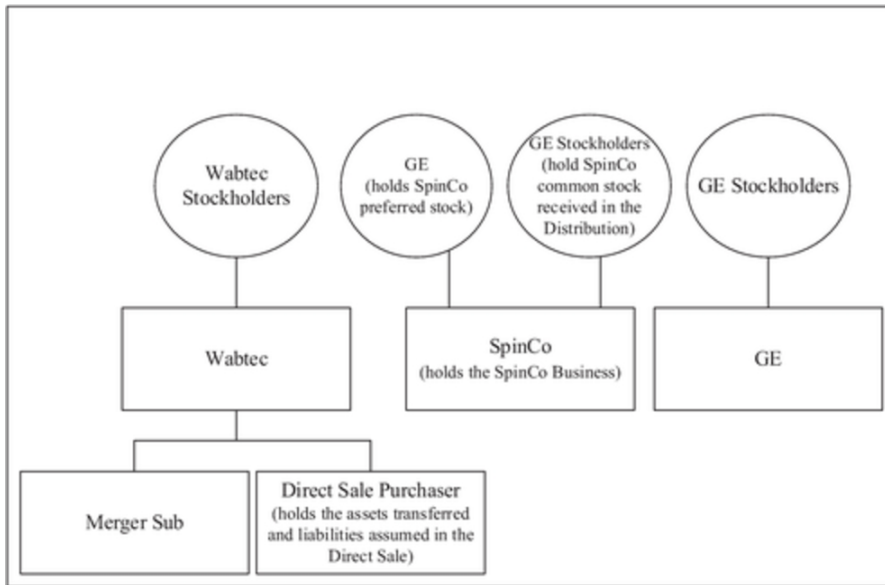 Wabtec
Stockholders
GE
(holds SpinCo
preferred stock)
GE Stockholders
(hold SpinCo
common stock
received in the
Distribution)
GE Stockholders
Wabtec
SpinCo
(holds the SpinCo Business)
GE
Merger Sub
Direct Sale Purchaser
(holds the assets transferred
and liabilities assumed in the
Direct Sale)